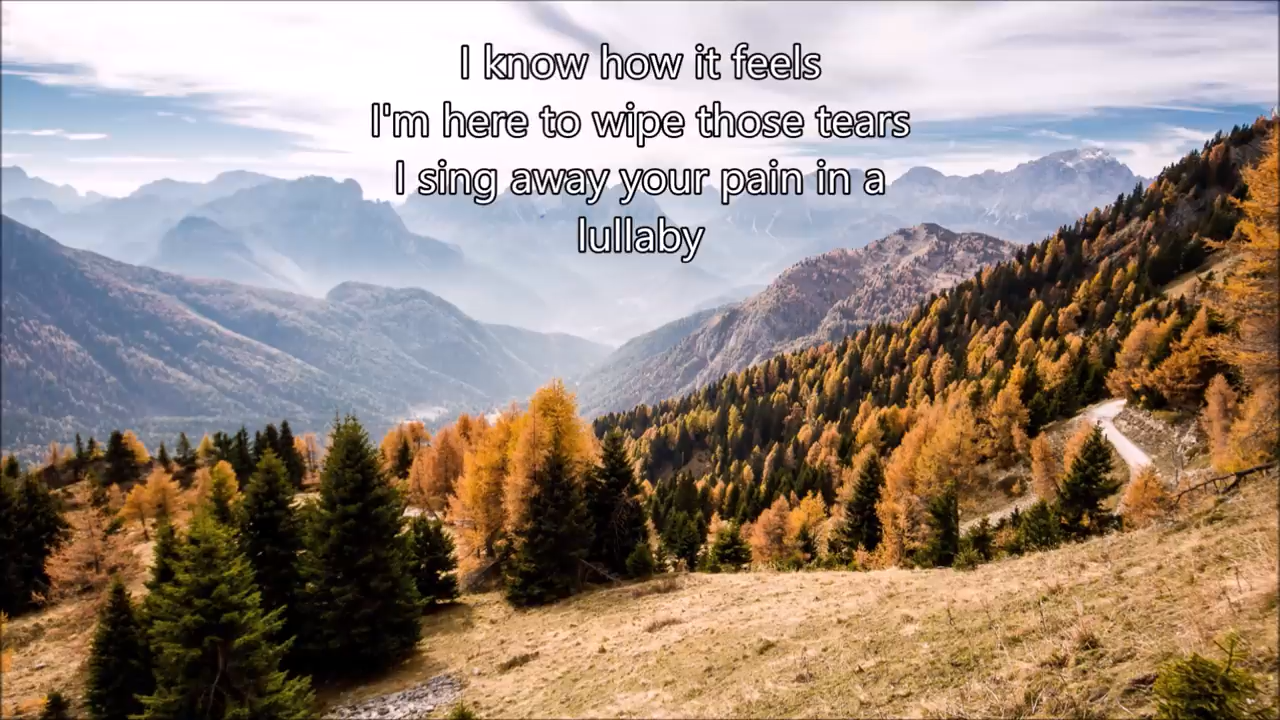 I know how it feels
I'm here to wipe those tears
I sing away your pain in a
lullaby